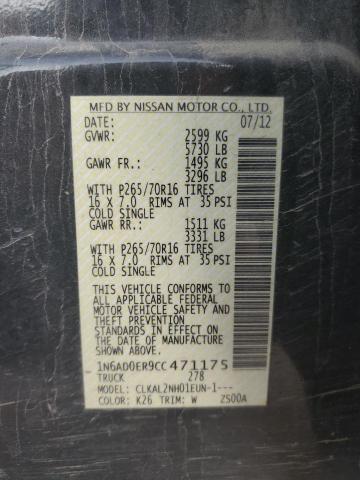 MFD BY NISSAN MOTOR CO., LTD.
DATE: 07/12
GVWR: 2599 KG
5730 LB
GAWR FR.: 1495 KG
3296 LB
WITH P265/70R16 TIRES
16 X 7.0 RIMS AT 35 PSI
COLD SINGLE
GAWR RR.: 1511 KG
3331 LB
WITH P265/70R16 TIRES
16 X 7.0 RIMS AT 35 PSI
COLD SINGLE
THIS VEHICLE CONFORMS TO
ALL APPLICABLE FEDERAL
MOTOR VEHICLE SAFETY
AND THEFT PREVENTION
STANDARDS IN EFFECT ON
THE DATE OF MANUFACTURE
SHOWN ABOVE.
1N6AD0ER9CC471175
TRUCK 278
MODEL: CLKAL2NH01EUN-1---
COLOR: K26 TRIM: W ZS00A